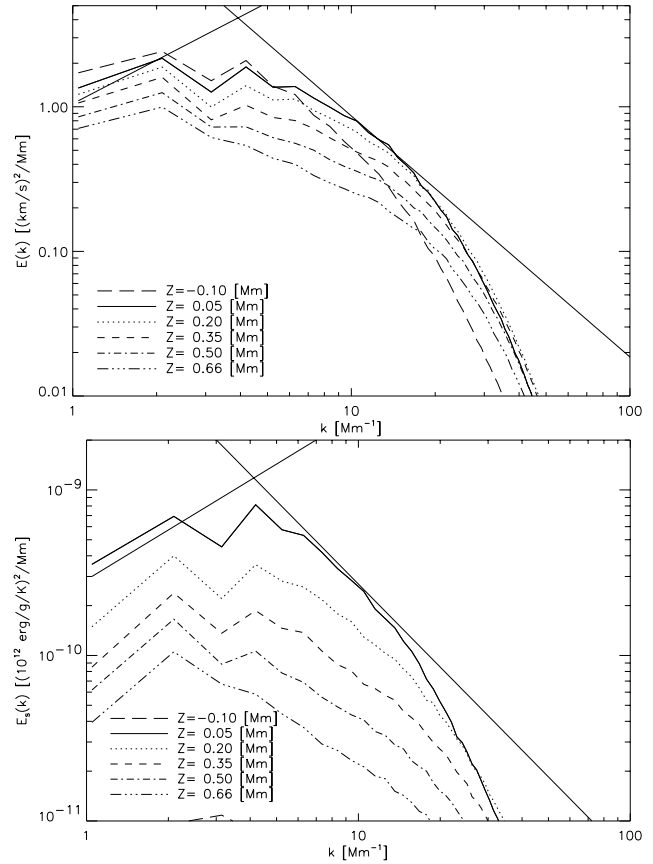 1.00
0.10
0.01
E(k) [(km/s)²/Mm]
Z=−0.10 [Mm]
Z= 0.05 [Mm]
Z= 0.20 [Mm]
Z= 0.35 [Mm]
Z= 0.50 [Mm]
Z= 0.66 [Mm]
1 10 100
k [Mm⁻¹]
10⁻⁹
10⁻¹⁰
10⁻¹¹
Eₛ(k) [(10¹² erg/g/K)²/Mm]
Z=−0.10 [Mm]
Z= 0.05 [Mm]
Z= 0.20 [Mm]
Z= 0.35 [Mm]
Z= 0.50 [Mm]
Z= 0.66 [Mm]
1 10 100
k [Mm⁻¹]